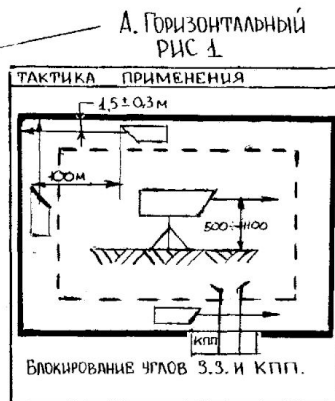 А. ГОРИЗОНТАЛЬНЫЙ
РИС 1
ТАКТИКА ПРИМЕНЕНИЯ
1,5±0,3м
100м
500÷1100
КПП
БЛОКИРОВАНИЕ УГЛОВ З.З. И КПП.